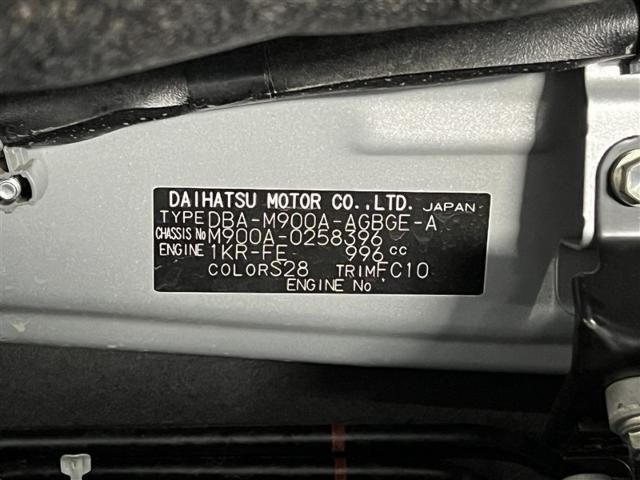 DAIHATSU MOTOR CO.,LTD. JAPAN
TYPE DBA-M900A-AGBGE-A
CHASSIS No M900A-0258396
ENGINE 1KR-FE 996 cc
COLOR S28 TRIM FC10
ENGINE No